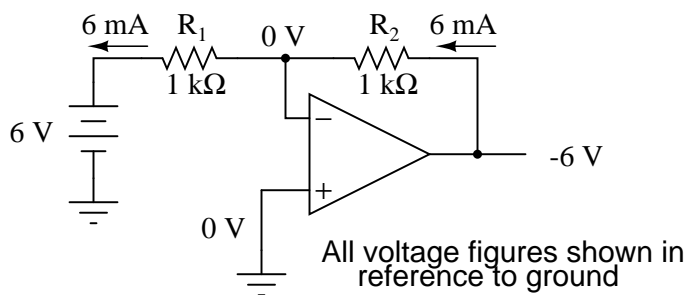 6 mA R₁ 0 V R₂ 6 mA
1 kΩ 1 kΩ
6 V
−
-6 V
+
0 V
All voltage figures shown in
reference to ground